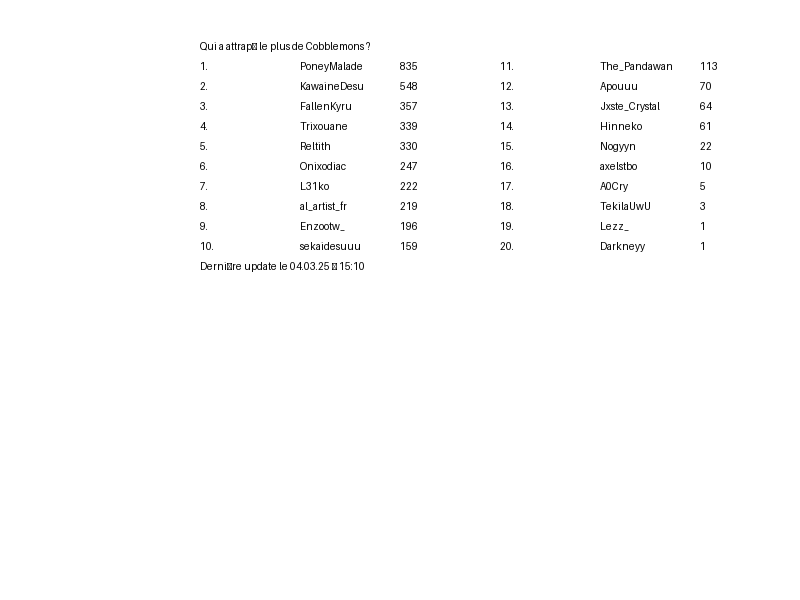 Qui a attrap▯ le plus de Cobblemons ?
1. PoneyMalade 835 11. The_Pandawan 113
2. KawaineDesu 548 12. Apouuu 70
3. FallenKyru 357 13. Jxste_Crystal 64
4. Trixouane 339 14. Hinneko 61
5. Reltith 330 15. Nogyyn 22
6. Onixodiac 247 16. axelstbo 10
7. L31ko 222 17. A0Cry 5
8. al_artist_fr 219 18. TekilaUwU 3
9. Enzootw_ 196 19. Lezz_ 1
10. sekaidesuuu 159 20. Darkneyy 1
Derni▯re update le 04.03.25 ▯ 15:10